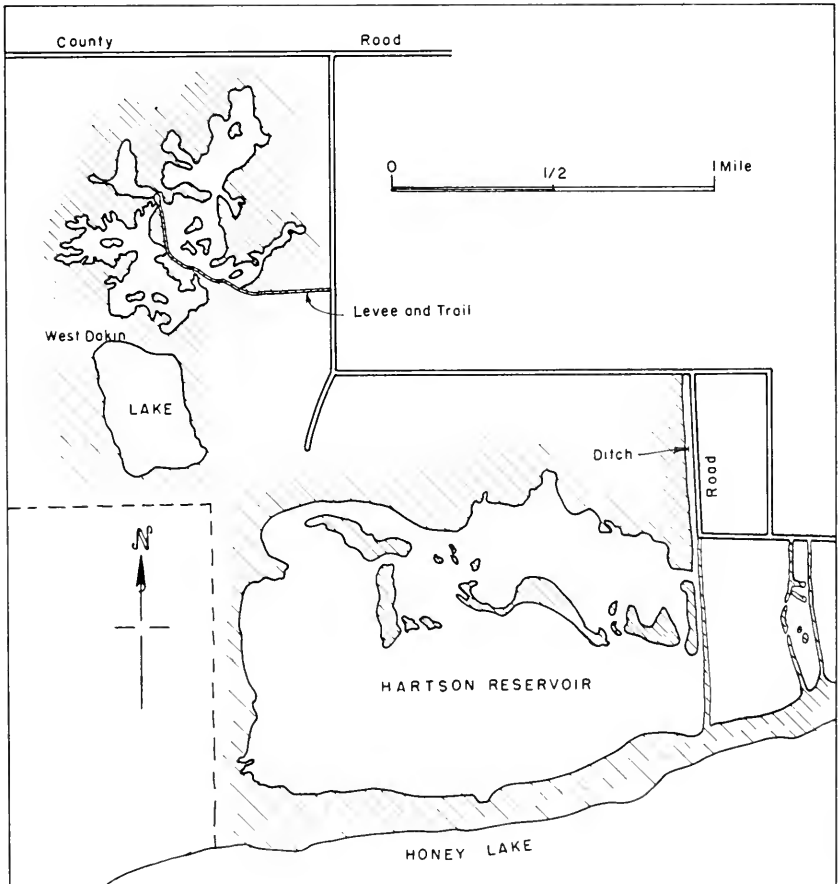 County Road
0 1/2 1 Mile
Levee and Trail
West Dakin
LAKE
Ditch
Road
N
HARTSON RESERVOIR
HONEY LAKE